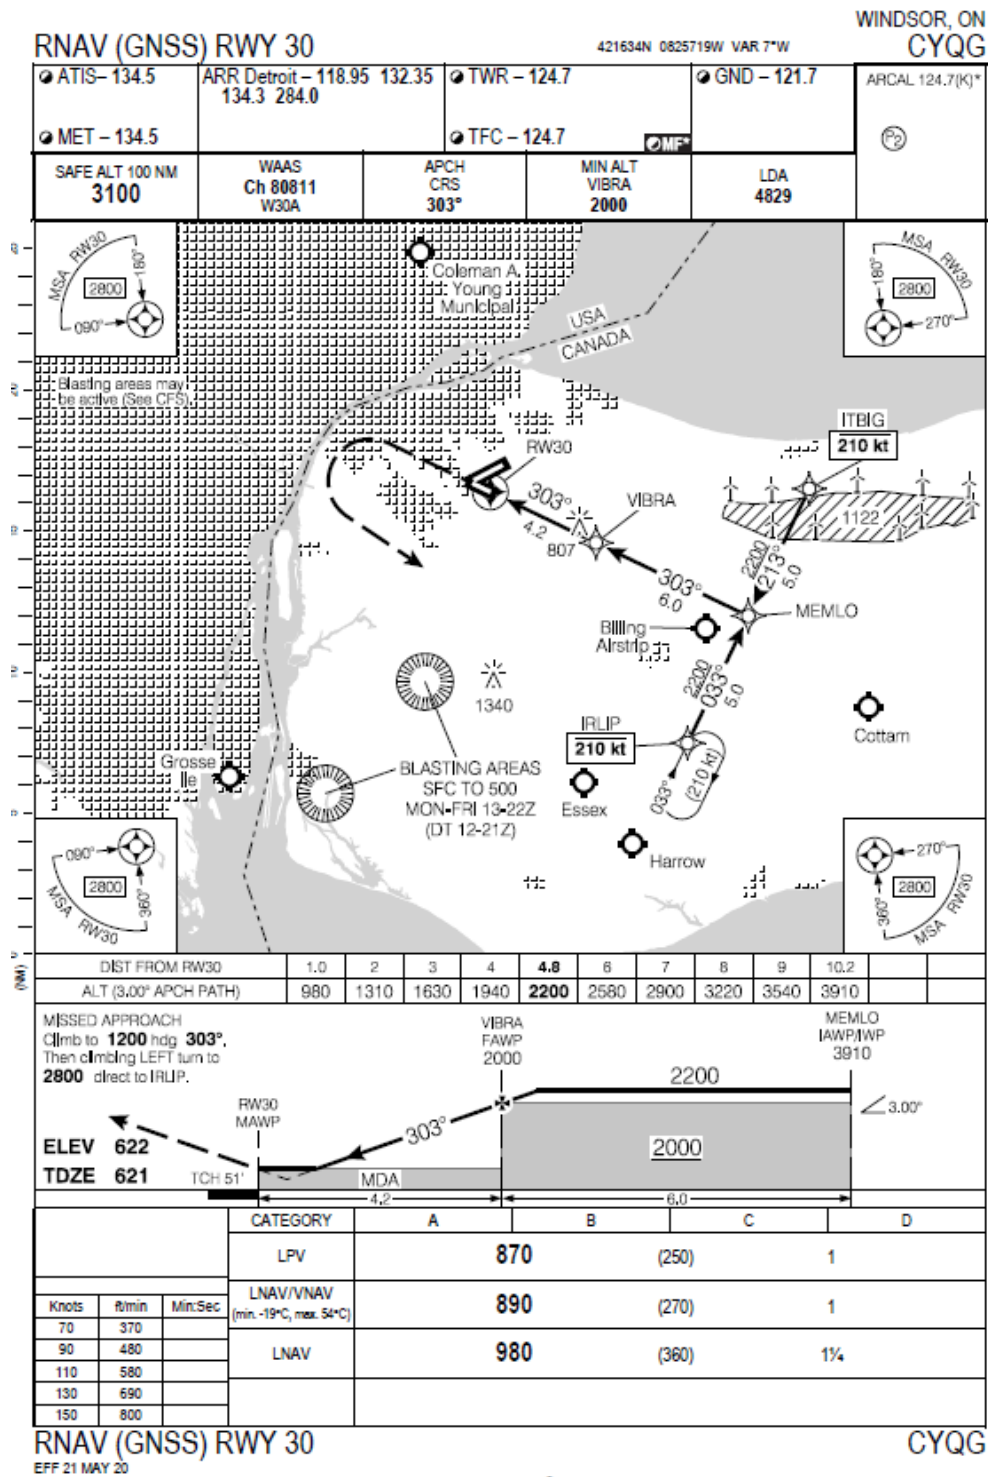 WINDSOR, ON
RNAV (GNSS) RWY 30
421634N 0825719W VAR 7°W
CYQG
ATIS– 134.5
ARR Detroit – 118.95 132.35
134.3 284.0
TWR – 124.7
GND – 121.7
ARCAL 124.7(K)*
MET – 134.5
TFC – 124.7
MF*
P2
SAFE ALT 100 NM
3100
WAAS
Ch 80811
W30A
APCH
CRS
303°
MIN ALT
VIBRA
2000
LDA
4829
MSA RW30
180°
2800
090°
Coleman A.
Young
Municipal
MSA RW30
180°
2800
270°
USA
CANADA
Blasting areas may
be active (See CFS)
ITBIG
210 kt
RW30
303°
4.2
VIBRA
807
1122
2200
213°
5.0
303°
6.0
MEMLO
Billing
Airstrip
2200
033°
5.0
1340
IRLIP
210 kt
Cottam
Grosse
Ile
BLASTING AREAS
SFC TO 500
MON-FRI 13-22Z
(DT 12-21Z)
Essex
033°
(210 kt)
Harrow
090°
2800
360°
MSA RW30
270°
2800
360°
MSA RW30
(NM)
DIST FROM RW30 1.0 2 3 4 4.8 6 7 8 9 10.2
ALT (3.00° APCH PATH) 980 1310 1630 1940 2200 2580 2900 3220 3540 3910
MISSED APPROACH
Climb to 1200 hdg 303°.
Then climbing LEFT turn to
2800 direct to IRLIP.
VIBRA
FAWP
2000
MEMLO
IAWP/IWP
3910
2200
3.00°
RW30
MAWP
303°
2000
ELEV 622
TDZE 621
TCH 51'
MDA
4.2
6.0
CATEGORY A B C D
LPV 870 (250) 1
LNAV/VNAV
(min. -19°C, max. 54°C)
890 (270) 1
LNAV 980 (360) 1¼
Knots ft/min Min:Sec
70 370
90 480
110 580
130 690
150 800
RNAV (GNSS) RWY 30
CYQG
EFF 21 MAY 20